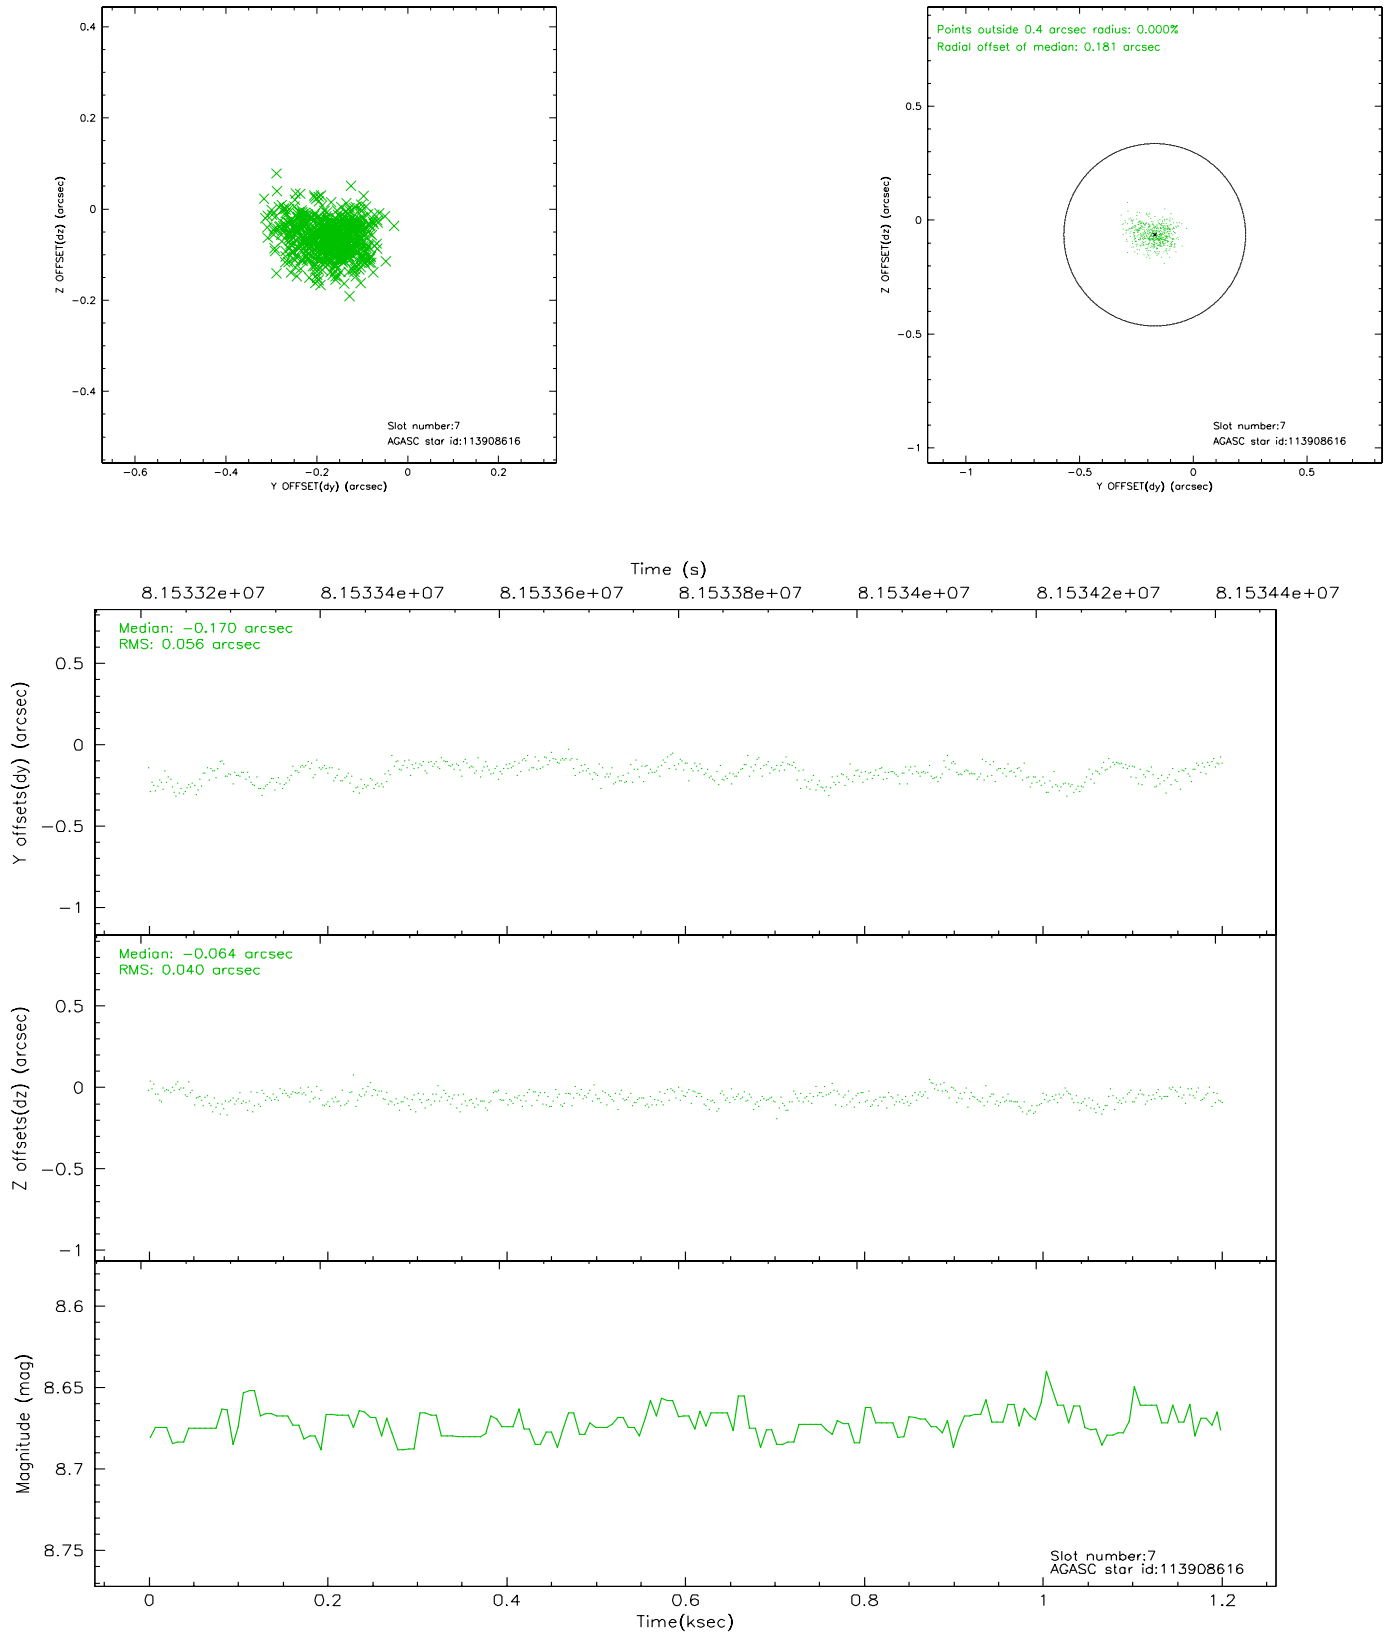 0.4
0.2
0
−0.2
−0.4
Z OFFSET(dz) (arcsec)
Slot number:7
AGASC star id:113908616
−0.6
−0.4
−0.2
0
0.2
Y OFFSET(dy) (arcsec)
Points outside 0.4 arcsec radius: 0.000%
Radial offset of median: 0.181 arcsec
0.5
0
−0.5
−1
Z OFFSET(dz) (arcsec)
Slot number:7
AGASC star id:113908616
−1
−0.5
0
0.5
Y OFFSET(dy) (arcsec)
Time (s)
8.15332e+07
8.15334e+07
8.15336e+07
8.15338e+07
8.1534e+07
8.15342e+07
8.15344e+07
Median: −0.170 arcsec
RMS: 0.056 arcsec
0.5
0
−0.5
−1
Y offsets(dy) (arcsec)
Median: −0.064 arcsec
RMS: 0.040 arcsec
0.5
0
−0.5
−1
Z offsets(dz) (arcsec)
8.6
8.65
8.7
8.75
Magnitude (mag)
Slot number:7
AGASC star id:113908616
0
0.2
0.4
0.6
0.8
1
1.2
Time(ksec)